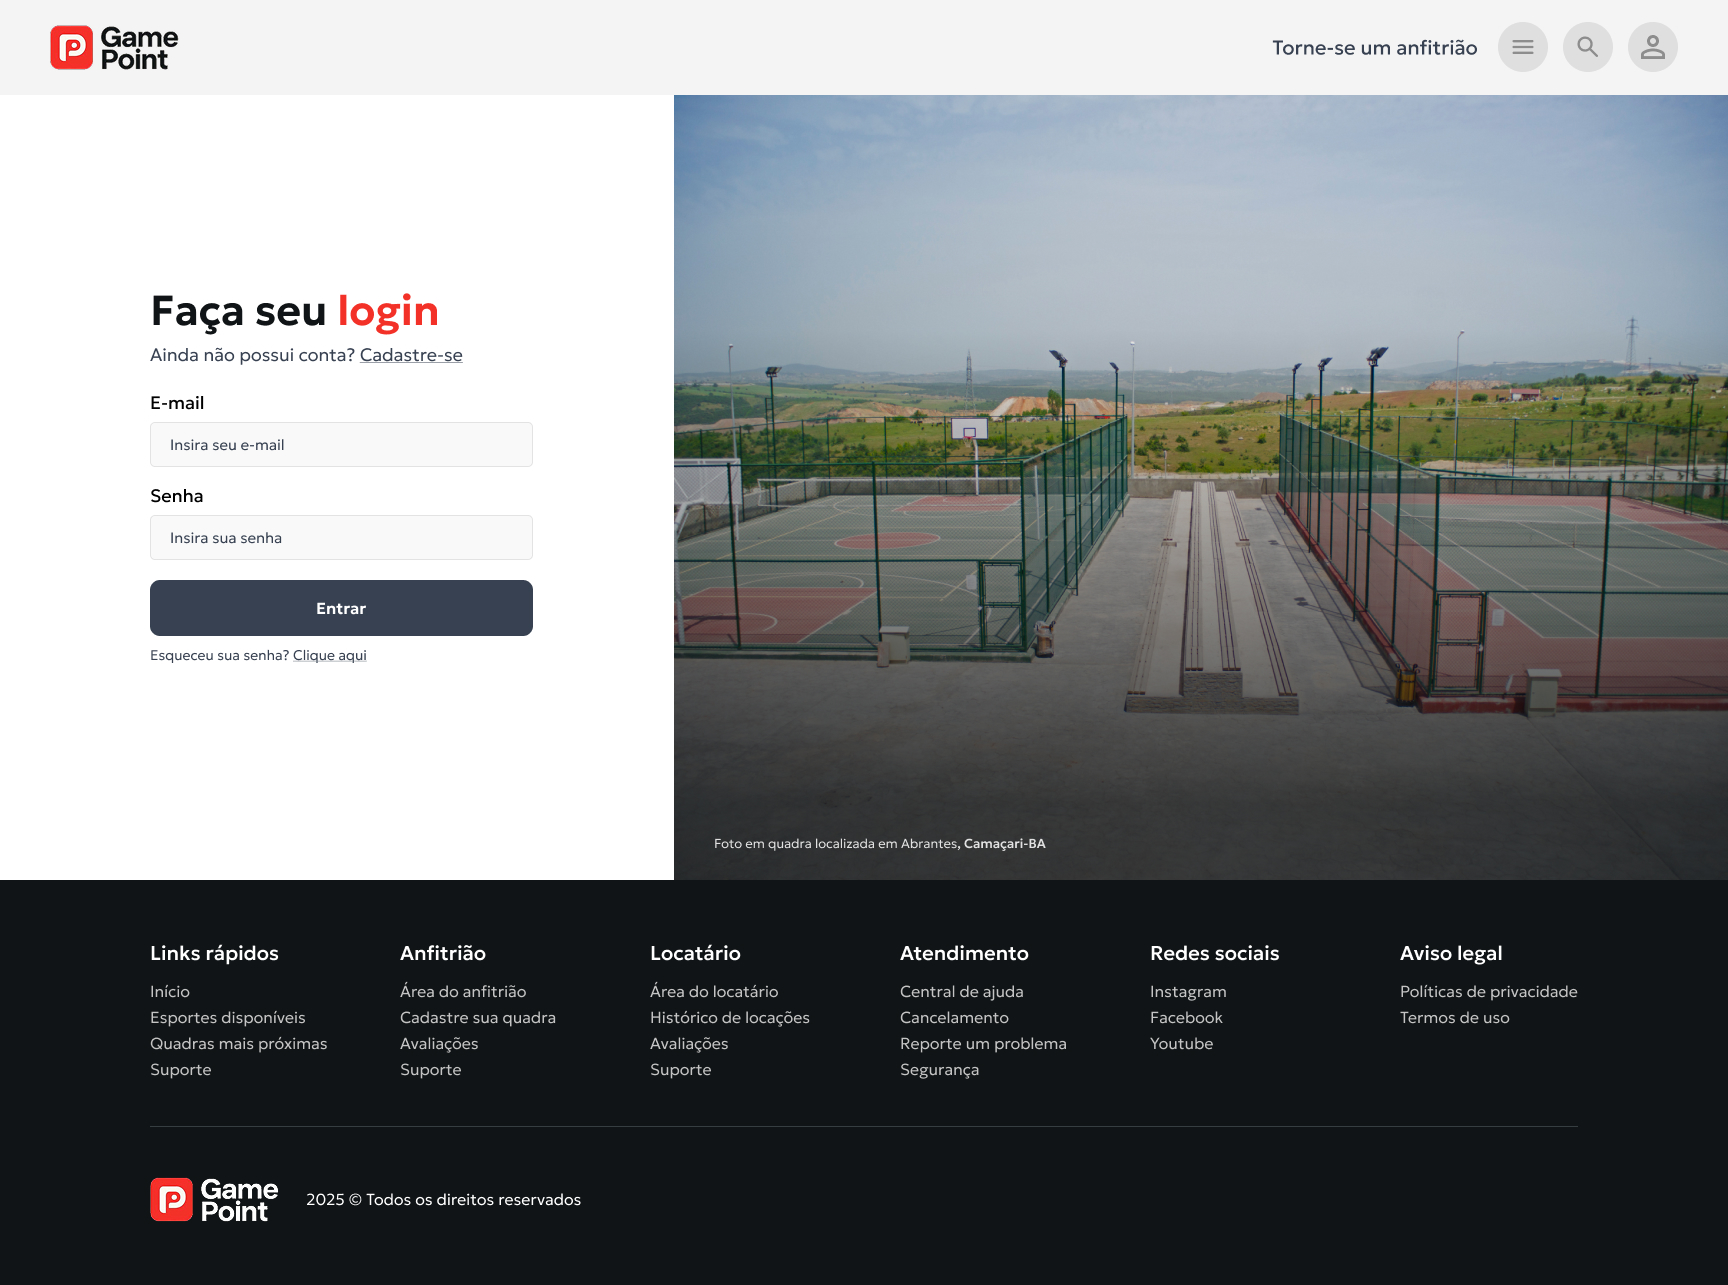 Game
Point
Torne-se um anfitrião
Faça seu login
Ainda não possui conta? Cadastre-se
E-mail
Insira seu e-mail
Senha
Insira sua senha
Entrar
Esqueceu sua senha? Clique aqui
Foto em quadra localizada em Abrantes, Camaçari-BA
Links rápidos
Início
Esportes disponíveis
Quadras mais próximas
Suporte
Anfitrião
Área do anfitrião
Cadastre sua quadra
Avaliações
Suporte
Locatário
Área do locatário
Histórico de locações
Avaliações
Suporte
Atendimento
Central de ajuda
Cancelamento
Reporte um problema
Segurança
Redes sociais
Instagram
Facebook
Youtube
Aviso legal
Políticas de privacidade
Termos de uso
Game
Point
2025 © Todos os direitos reservados